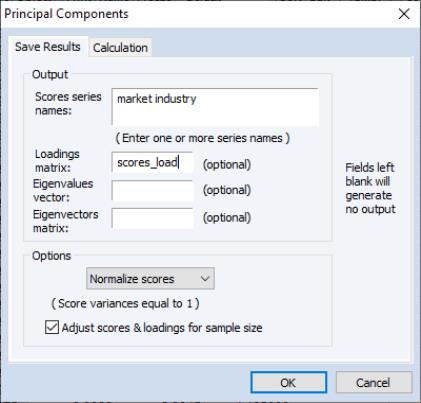 Principal Components
Save Results Calculation
Output
Scores series names: market industry
( Enter one or more series names )
Loadings matrix: scores_load (optional)
Eigenvalues vector: (optional)
Eigenvectors matrix: (optional)
Fields left
blank will
generate
no output
Options
Normalize scores
( Score variances equal to 1 )
Adjust scores & loadings for sample size
OK Cancel